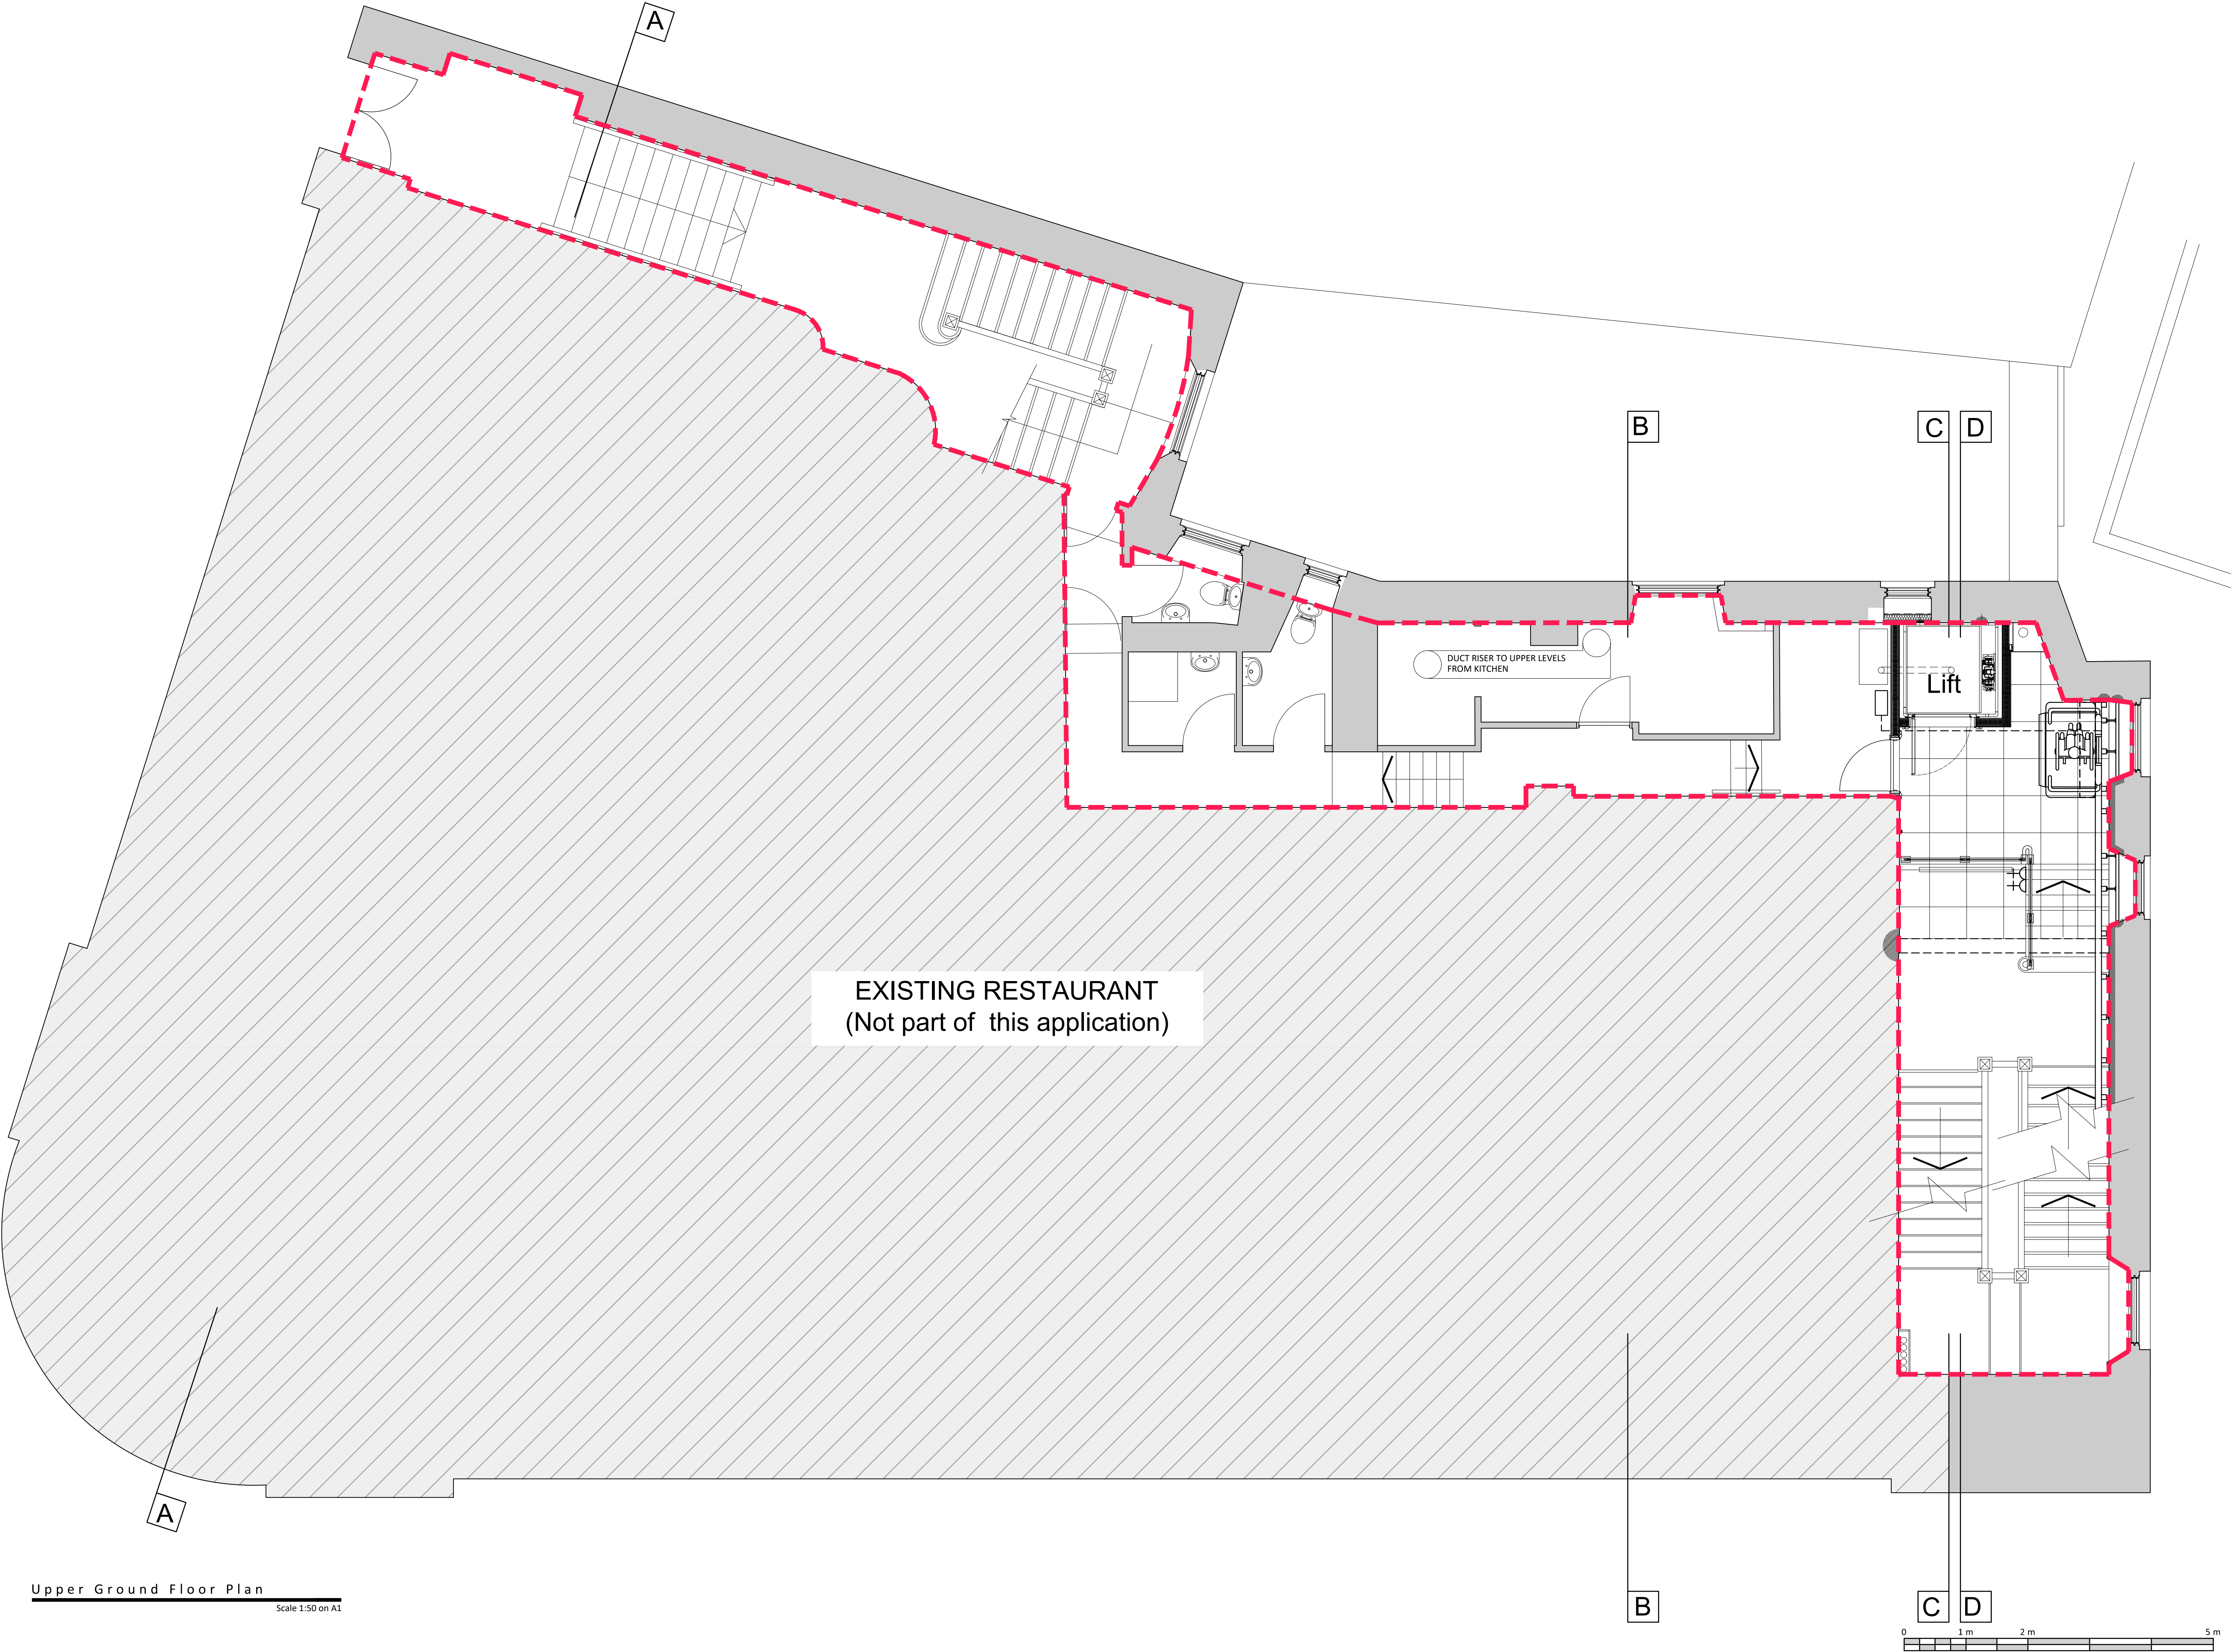 A
B
C D
DUCT RISER TO UPPER LEVELS
FROM KITCHEN
Lift
EXISTING RESTAURANT
(Not part of  this application)
A
Upper Ground Floor Plan
Scale 1:50 on A1
B
C D
0 1 m 2 m 5 m